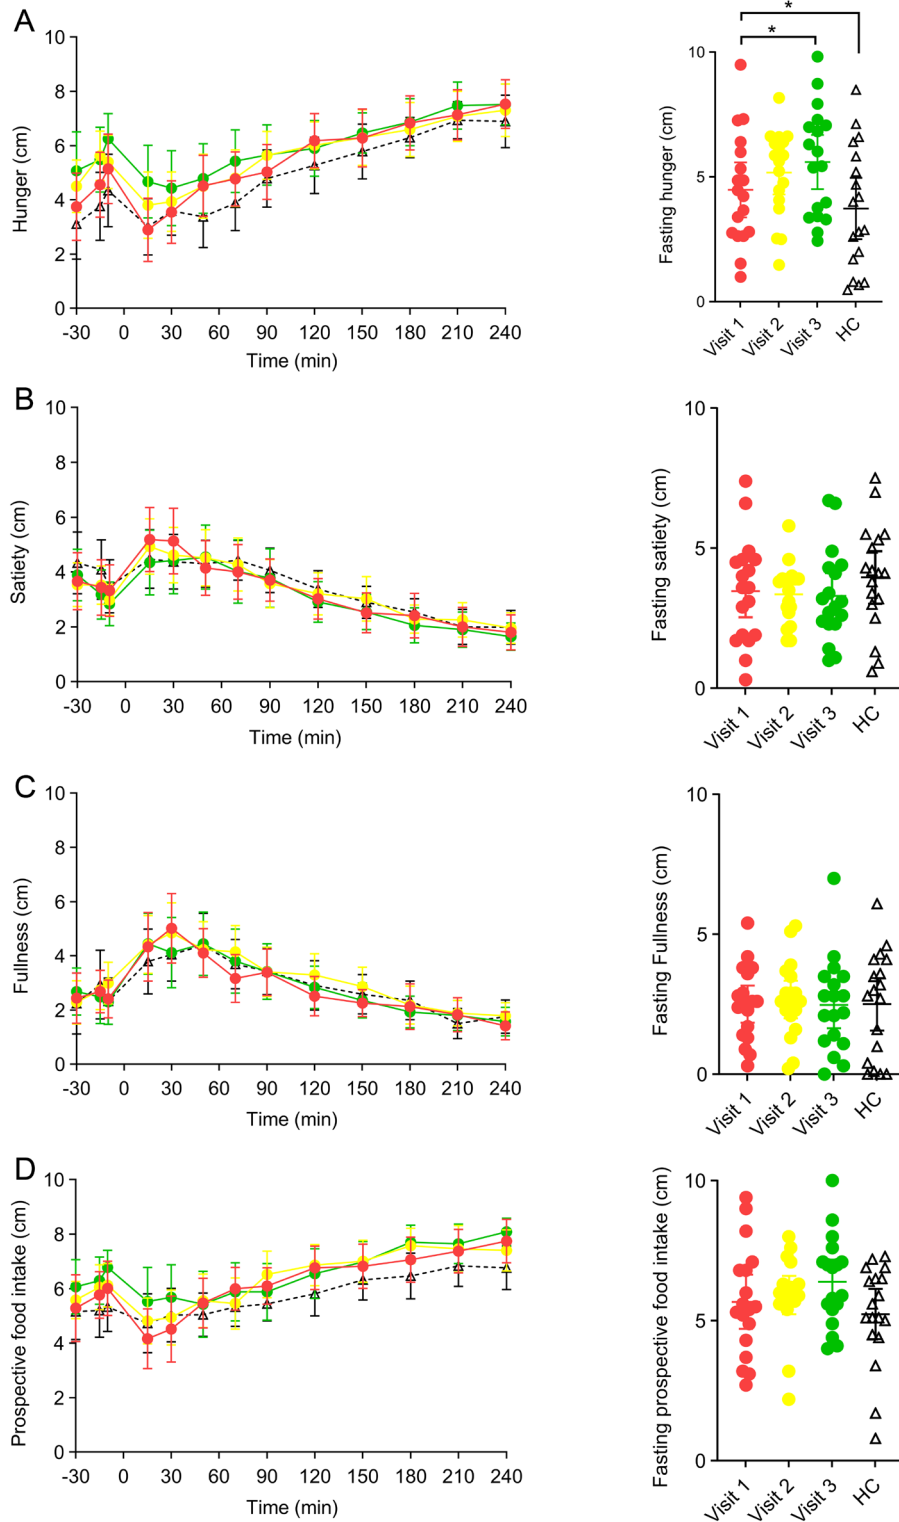 A
Hunger (cm)
10
8
6
4
2
0
-30 0 30 60 90 120 150 180 210 240
Time (min)
* 
*
Fasting hunger (cm)
10
5
0
Visit 1 Visit 2 Visit 3 HC
B
Satiety (cm)
10
8
6
4
2
0
-30 0 30 60 90 120 150 180 210 240
Time (min)
Fasting satiety (cm)
10
5
0
Visit 1 Visit 2 Visit 3 HC
C
Fullness (cm)
10
8
6
4
2
0
-30 0 30 60 90 120 150 180 210 240
Time (min)
Fasting Fullness (cm)
10
5
0
Visit 1 Visit 2 Visit 3 HC
D
Prospective food intake (cm)
10
8
6
4
2
0
-30 0 30 60 90 120 150 180 210 240
Time (min)
Fasting prospective food intake (cm)
10
5
0
Visit 1 Visit 2 Visit 3 HC